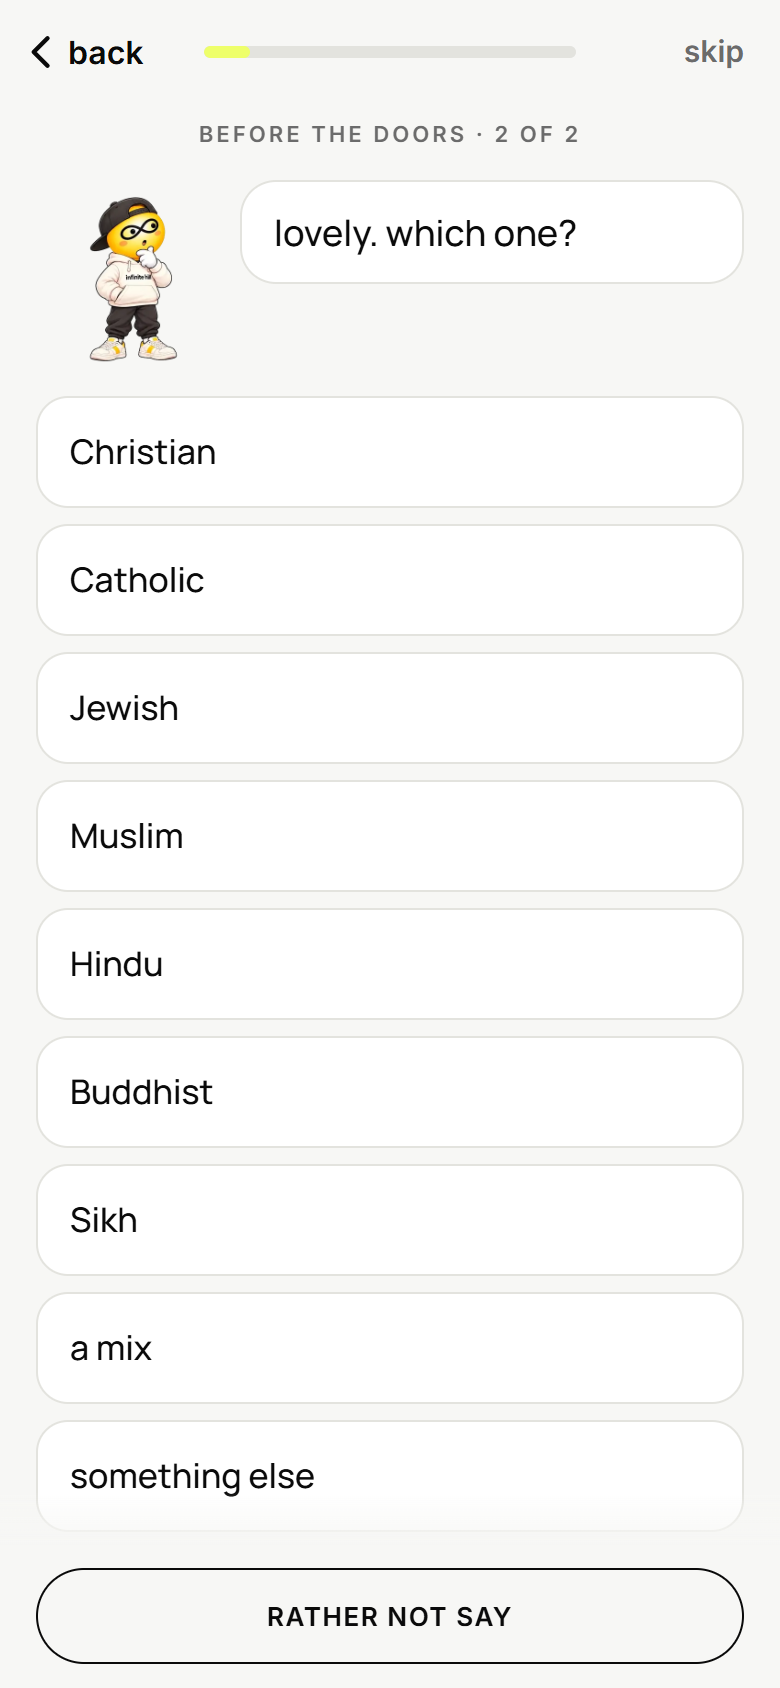 back
skip
BEFORE THE DOORS · 2 OF 2
lovely. which one?
Christian
Catholic
Jewish
Muslim
Hindu
Buddhist
Sikh
a mix
something else
RATHER NOT SAY